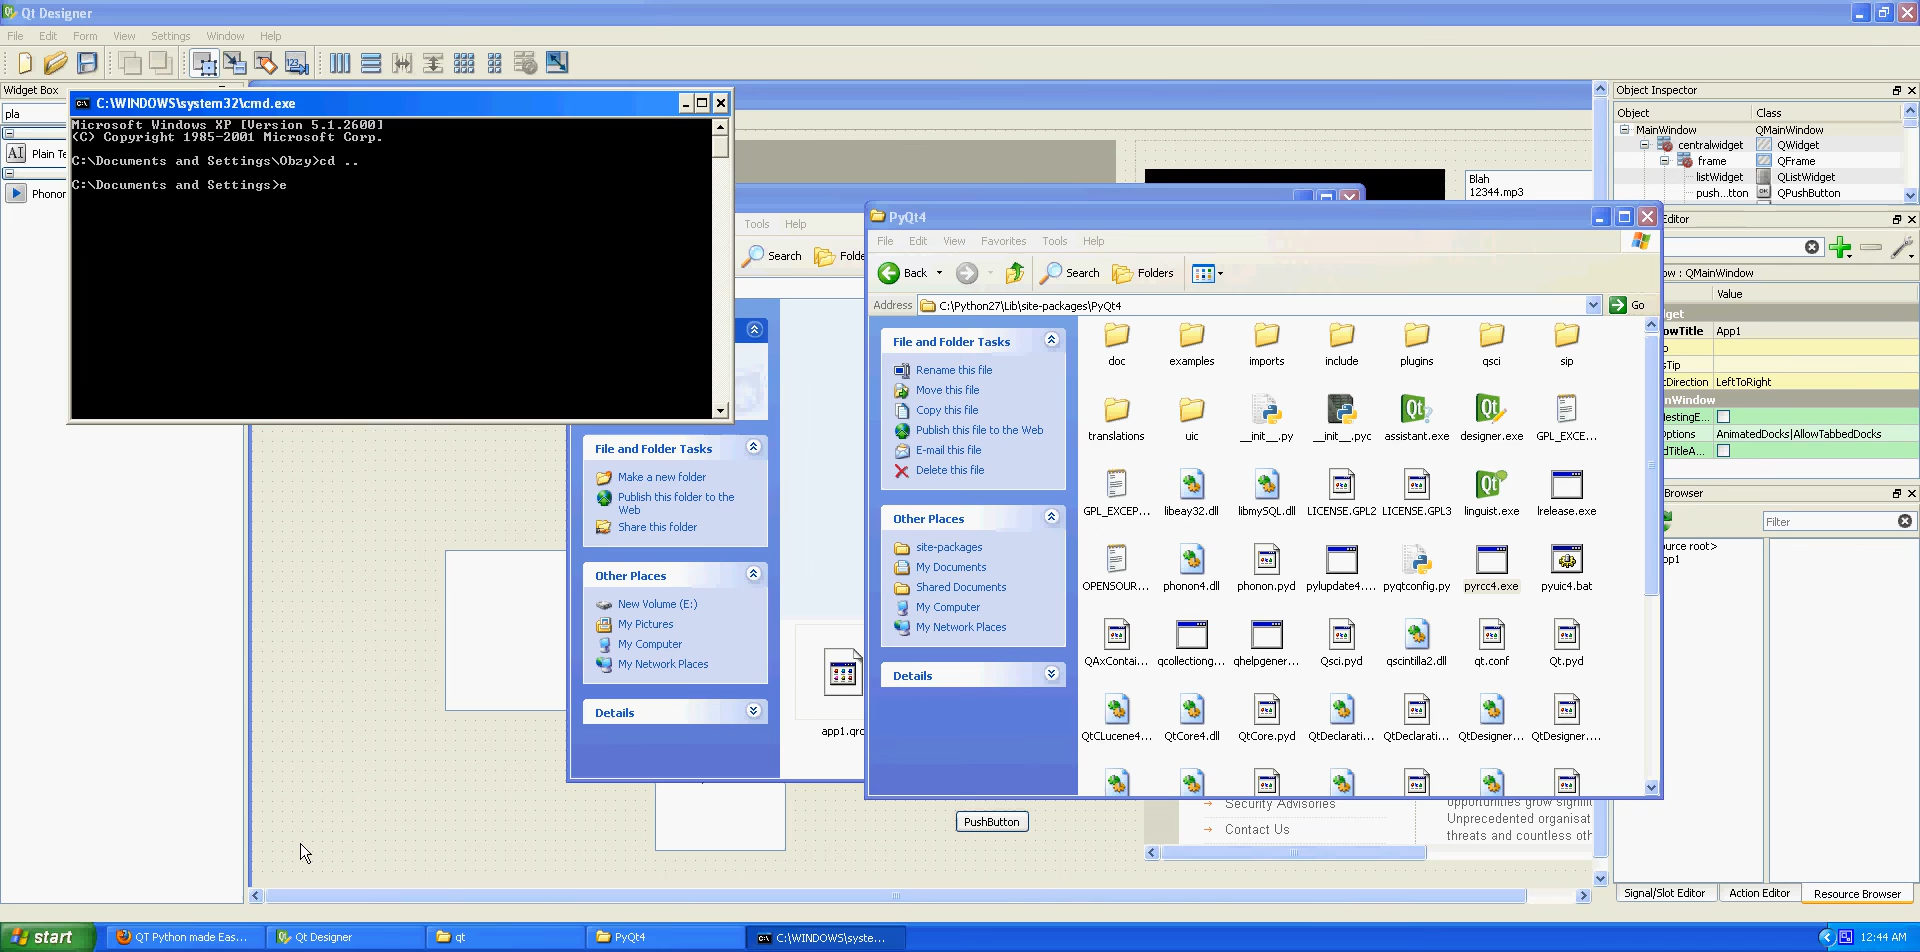 Qt Designer
File Edit Form View Settings Window Help
Widget Box
pla
Plain Te
Phonon
C:\WINDOWS\system32\cmd.exe
Microsoft Windows XP [Version 5.1.2600]
(C) Copyright 1985-2001 Microsoft Corp.
C:\Documents and Settings\Obzy>cd ..
C:\Documents and Settings>e
Tools Help
Search Folde
File and Folder Tasks
Make a new folder
Publish this folder to the
Web
Share this folder
Other Places
New Volume (E:)
My Pictures
My Computer
My Network Places
Details
app1.qrc
PyQt4
File Edit View Favorites Tools Help
Back Search Folders
Address C:\Python27\Lib\site-packages\PyQt4 Go
File and Folder Tasks
Rename this file
Move this file
Copy this file
Publish this file to the Web
E-mail this file
Delete this file
Other Places
site-packages
My Documents
Shared Documents
My Computer
My Network Places
Details
doc examples imports include plugins qsci sip
translations uic __init__.py __init__.pyc assistant.exe designer.exe GPL_EXCE...
GPL_EXCEP... libeay32.dll libmySQL.dll LICENSE.GPL2 LICENSE.GPL3 linguist.exe lrelease.exe
OPENSOUR... phonon4.dll phonon.pyd pylupdate4.... pyqtconfig.py pyrcc4.exe pyuic4.bat
QAxContai... qcollectiong... qhelpgener... Qsci.pyd qscintilla2.dll qt.conf Qt.pyd
QtCLucene4... QtCore4.dll QtCore.pyd QtDeclarati... QtDeclarati... QtDesigner... QtDesigner....
Blah
12344.mp3
PushButton
Security Advisories
Contact Us
opportunities grow signifi
Unprecedented organisat
threats and countless oth
Object Inspector
Object Class
MainWindow QMainWindow
centralwidget QWidget
frame QFrame
listWidget QListWidget
push...tton QPushButton
Editor
ow : QMainWindow
Value
get
owTitle App1
p
sTip
tDirection LeftToRight
inWindow
estingE...
ptions AnimatedDocks|AllowTabbedDocks
dTitleA...
Browser
Filter
urce root>
pp1
Signal/Slot Editor Action Editor Resource Browser
start QT Python made Eas... Qt Designer qt PyQt4 C:\WINDOWS\syste... 12:44 AM